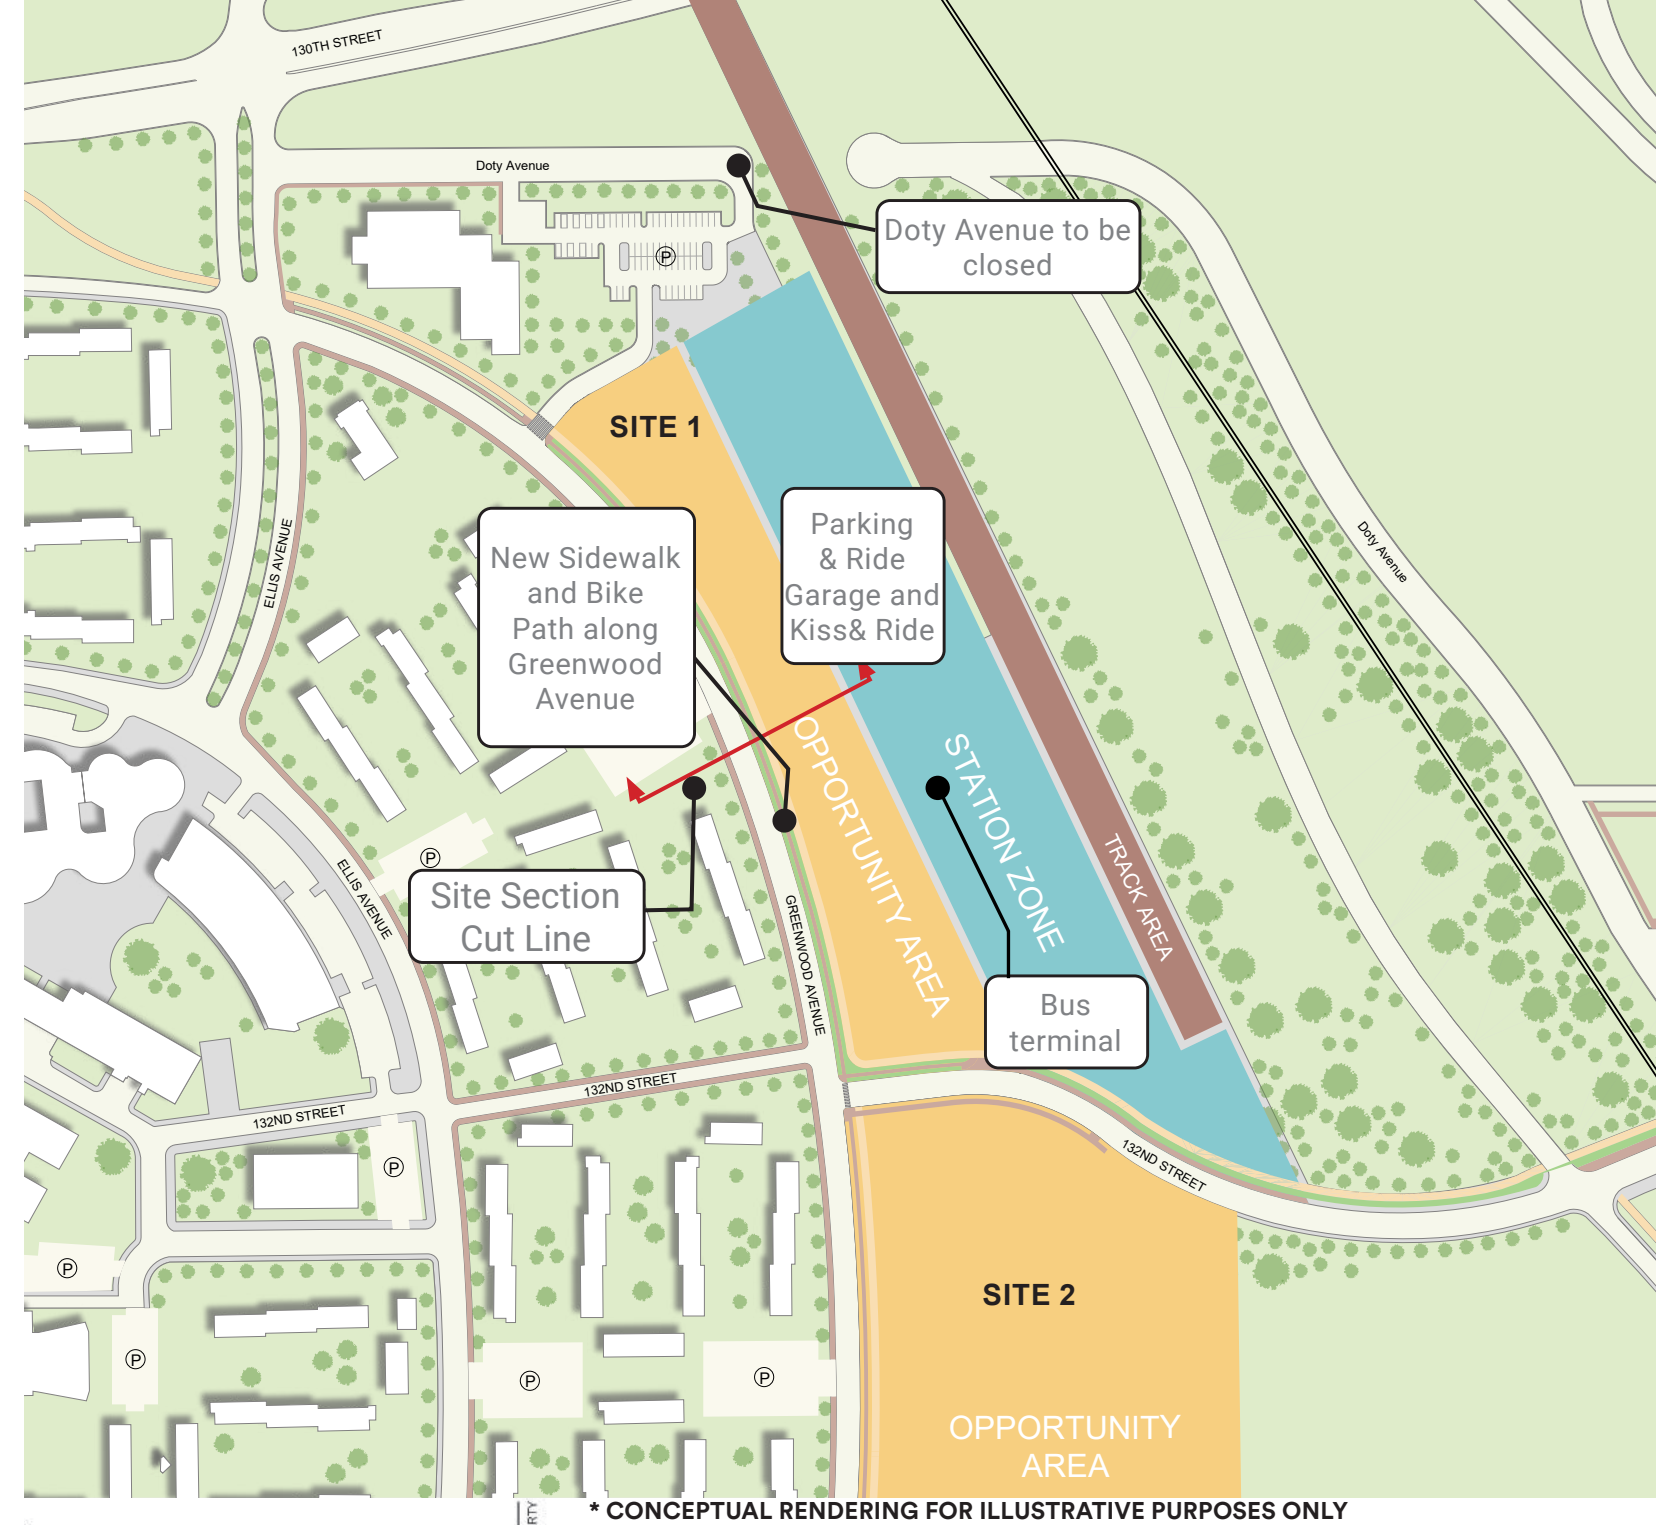 130TH STREET
Doty Avenue
P
Doty Avenue to be
closed
SITE 1
ELLIS AVENUE
New Sidewalk
and Bike
Path along
Greenwood
Avenue
Parking
& Ride
Garage and
Kiss& Ride
Doty Avenue
OPPORTUNITY AREA
STATION ZONE
TRACK AREA
P
ELLIS AVENUE
Site Section
Cut Line
GREENWOOD AVENUE
Bus
terminal
132ND STREET
132ND STREET
132ND STREET
P
P
SITE 2
P
P
P
OPPORTUNITY
AREA
RTY
* CONCEPTUAL RENDERING FOR ILLUSTRATIVE PURPOSES ONLY